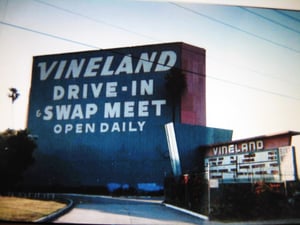 VINELAND
DRIVE-IN
& SWAP MEET
OPEN DAILY
VINELAND